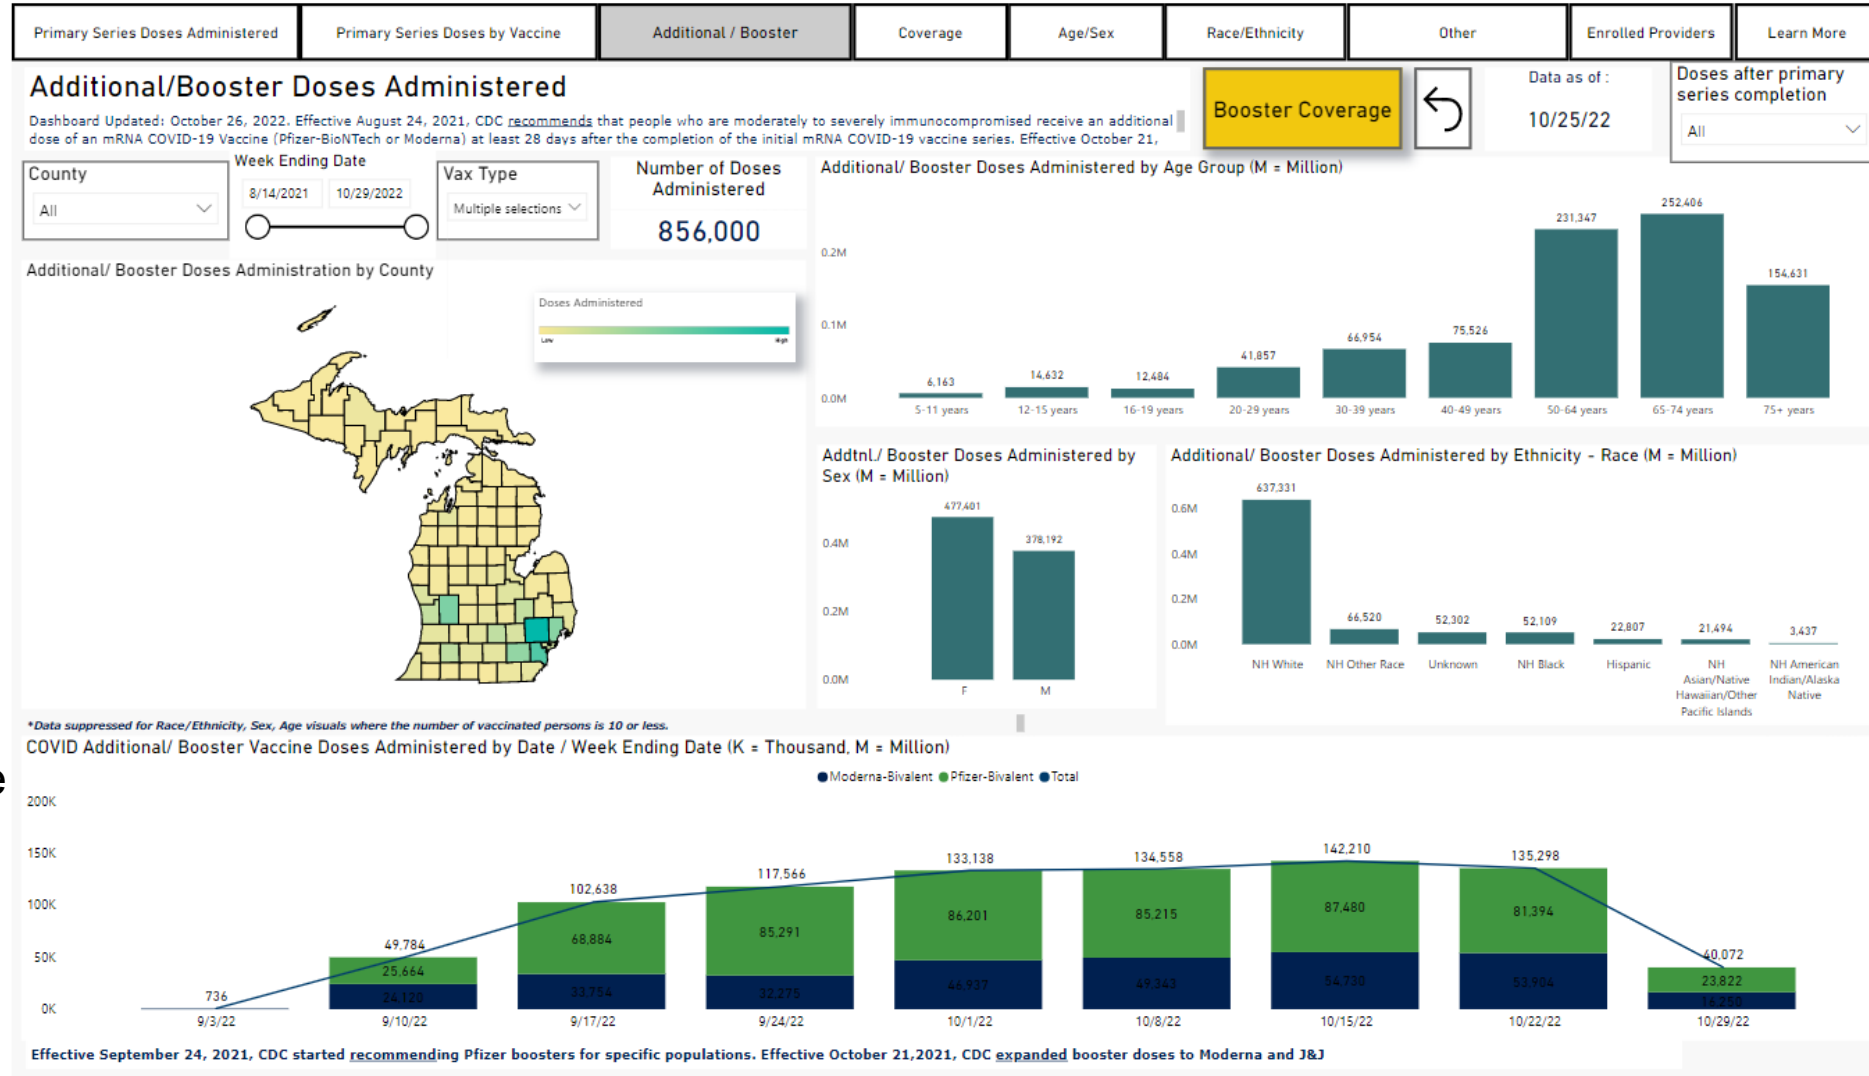 Primary Series Doses Administered
Primary Series Doses by Vaccine
Additional / Booster
Coverage
Age/Sex
Race/Ethnicity
Other
Enrolled Providers
Learn More
Additional/Booster Doses Administered
Dashboard Updated: October 26, 2022. Effective August 24, 2021, CDC recommends that people who are moderately to severely immunocompromised receive an additional
dose of an mRNA COVID-19 Vaccine (Pfizer-BioNTech or Moderna) at least 28 days after the completion of the initial mRNA COVID-19 vaccine series. Effective October 21,
Booster Coverage
Data as of :
10/25/22
Doses after primary
series completion
All
County
All
Week Ending Date
8/14/2021
10/29/2022
Vax Type
Multiple selections
Number of Doses
Administered
856,000
Additional/ Booster Doses Administration by County
Doses Administered
Low
High
Additional/ Booster Doses Administered by Age Group (M = Million)
0.2M
0.1M
0.0M
6,163
14,632
12,484
41,857
66,954
75,526
231,347
252,406
154,631
5-11 years
12-15 years
16-19 years
20-29 years
30-39 years
40-49 years
50-64 years
65-74 years
75+ years
Addtnl./ Booster Doses Administered by
Sex (M = Million)
0.4M
0.2M
0.0M
477,401
378,192
F
M
Additional/ Booster Doses Administered by Ethnicity - Race (M = Million)
0.6M
0.4M
0.2M
0.0M
637,331
66,520
52,302
52,109
22,807
21,494
3,437
NH White
NH Other Race
Unknown
NH Black
Hispanic
NH
Asian/Native
Hawaiian/Other
Pacific Islands
NH American
Indian/Alaska
Native
*Data suppressed for Race/Ethnicity, Sex, Age visuals where the number of vaccinated persons is 10 or less.
COVID Additional/ Booster Vaccine Doses Administered by Date / Week Ending Date (K = Thousand, M = Million)
Moderna-Bivalent
Pfizer-Bivalent
Total
e
200K
150K
100K
50K
0K
736
49,784
25,664
24,120
102,638
68,884
33,754
117,566
85,291
32,275
133,138
86,201
46,937
134,558
85,215
49,343
142,210
87,480
54,730
135,298
81,394
53,904
40,072
23,822
16,250
9/3/22
9/10/22
9/17/22
9/24/22
10/1/22
10/8/22
10/15/22
10/22/22
10/29/22
Effective September 24, 2021, CDC started recommending Pfizer boosters for specific populations. Effective October 21,2021, CDC expanded booster doses to Moderna and J&J